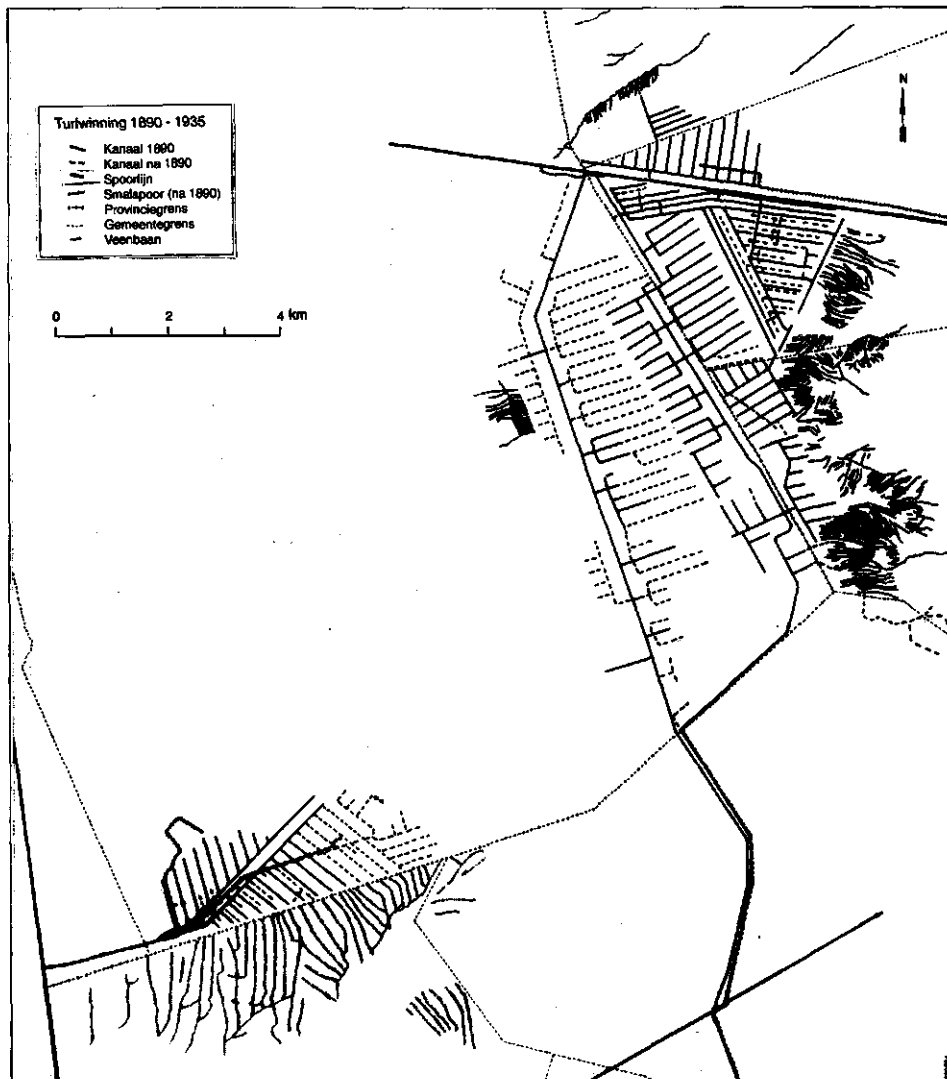 N
Turfwinning 1890 - 1935
Kanaal 1890
Kanaal na 1890
Spoorlijn
Smalspoor (na 1890)
Provinciegrens
Gemeentegrens
Veenbaan
0 2 4 km